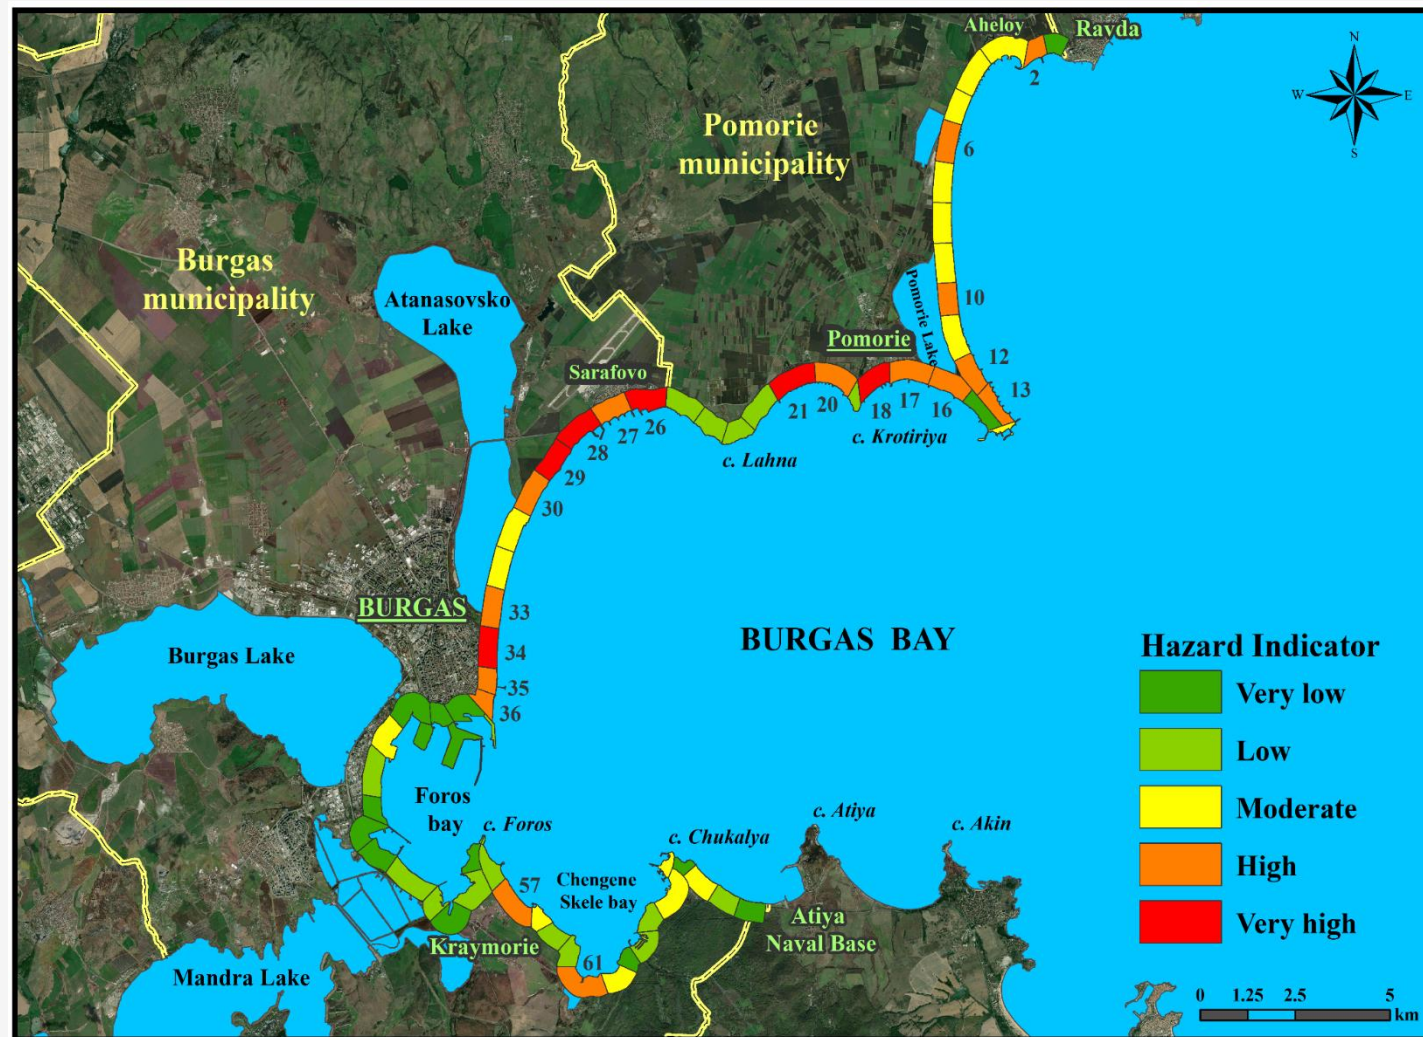 Aheloy
Ravda
2
N
W
E
S
Pomorie
municipality
6
Burgas
municipality
Atanasovsko
Lake
Pomorie Lake
10
Pomorie
12
13
Sarafovo
21
20
18
17
16
26
27
28
29
30
c. Krotiriya
c. Lahna
BURGAS
33
34
35
36
BURGAS BAY
Burgas Lake
Hazard Indicator
Very low
Low
Moderate
High
Very high
Foros
bay
c. Foros
c. Chukalya
c. Atiya
c. Akin
57
Chengene
Skele bay
Kraymorie
61
Atiya
Naval Base
Mandra Lake
0
1.25
2.5
5
km